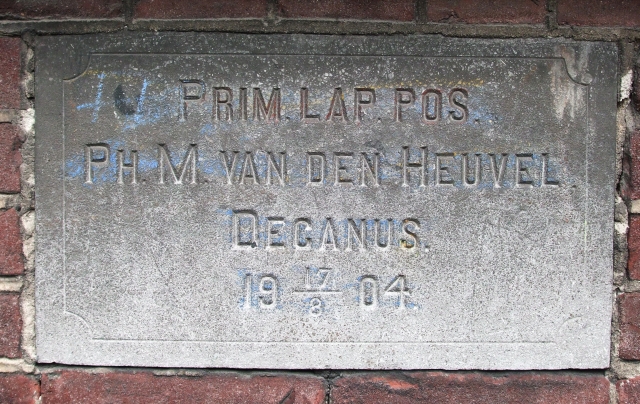 PRIM. LAP. POS.
PH. M. VAN DEN HEUVEL.
DECANUS.
19 17/8 04.